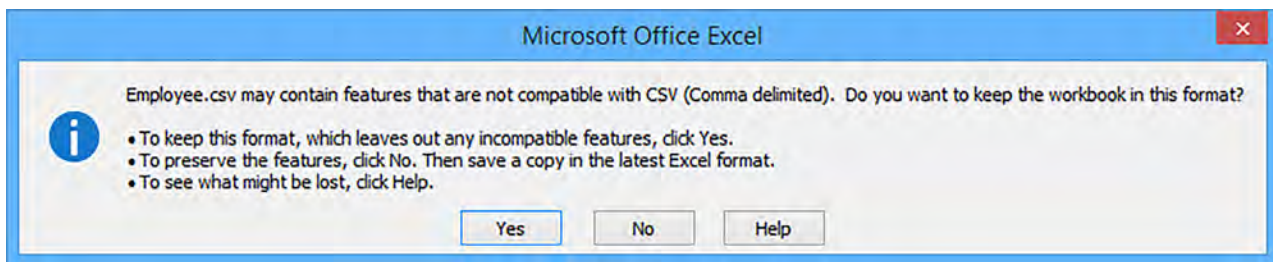 Microsoft Office Excel
Employee.csv may contain features that are not compatible with CSV (Comma delimited). Do you want to keep the workbook in this format?
• To keep this format, which leaves out any incompatible features, click Yes.
• To preserve the features, click No. Then save a copy in the latest Excel format.
• To see what might be lost, click Help.
Yes No Help